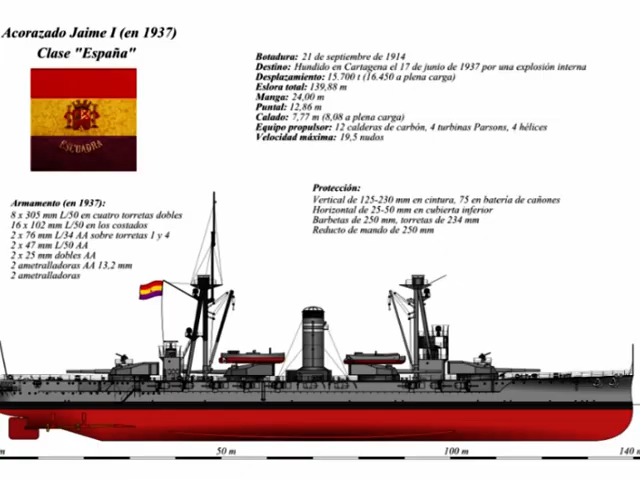 Acorazado Jaime I (en 1937)
Clase "España"
ESCUADRA
Botadura: 21 de septiembre de 1914
Destino: Hundido en Cartagena el 17 de junio de 1937 por una explosión interna
Desplazamiento: 15.700 t (16.450 a plena carga)
Eslora total: 139,88 m
Manga: 24,00 m
Puntal: 12,86 m
Calado: 7,77 m (8,08 a plena carga)
Equipo propulsor: 12 calderas de carbón, 4 turbinas Parsons, 4 hélices
Velocidad máxima: 19,5 nudos
Armamento (en 1937):
8 x 305 mm L/50 en cuatro torretas dobles
16 x 102 mm L/50 en los costados
2 x 76 mm L/34 AA sobre torretas 1 y 4
2 x 47 mm L/50 AA
2 x 25 mm dobles AA
2 ametralladoras AA 13,2 mm
2 ametralladoras
Protección:
Vertical de 125-230 mm en cintura, 75 en batería de cañones
Horizontal de 25-50 mm en cubierta inferior
Barbetas de 250 mm, torretas de 234 mm
Reducto de mando de 250 mm
m 50 m 100 m 140 m